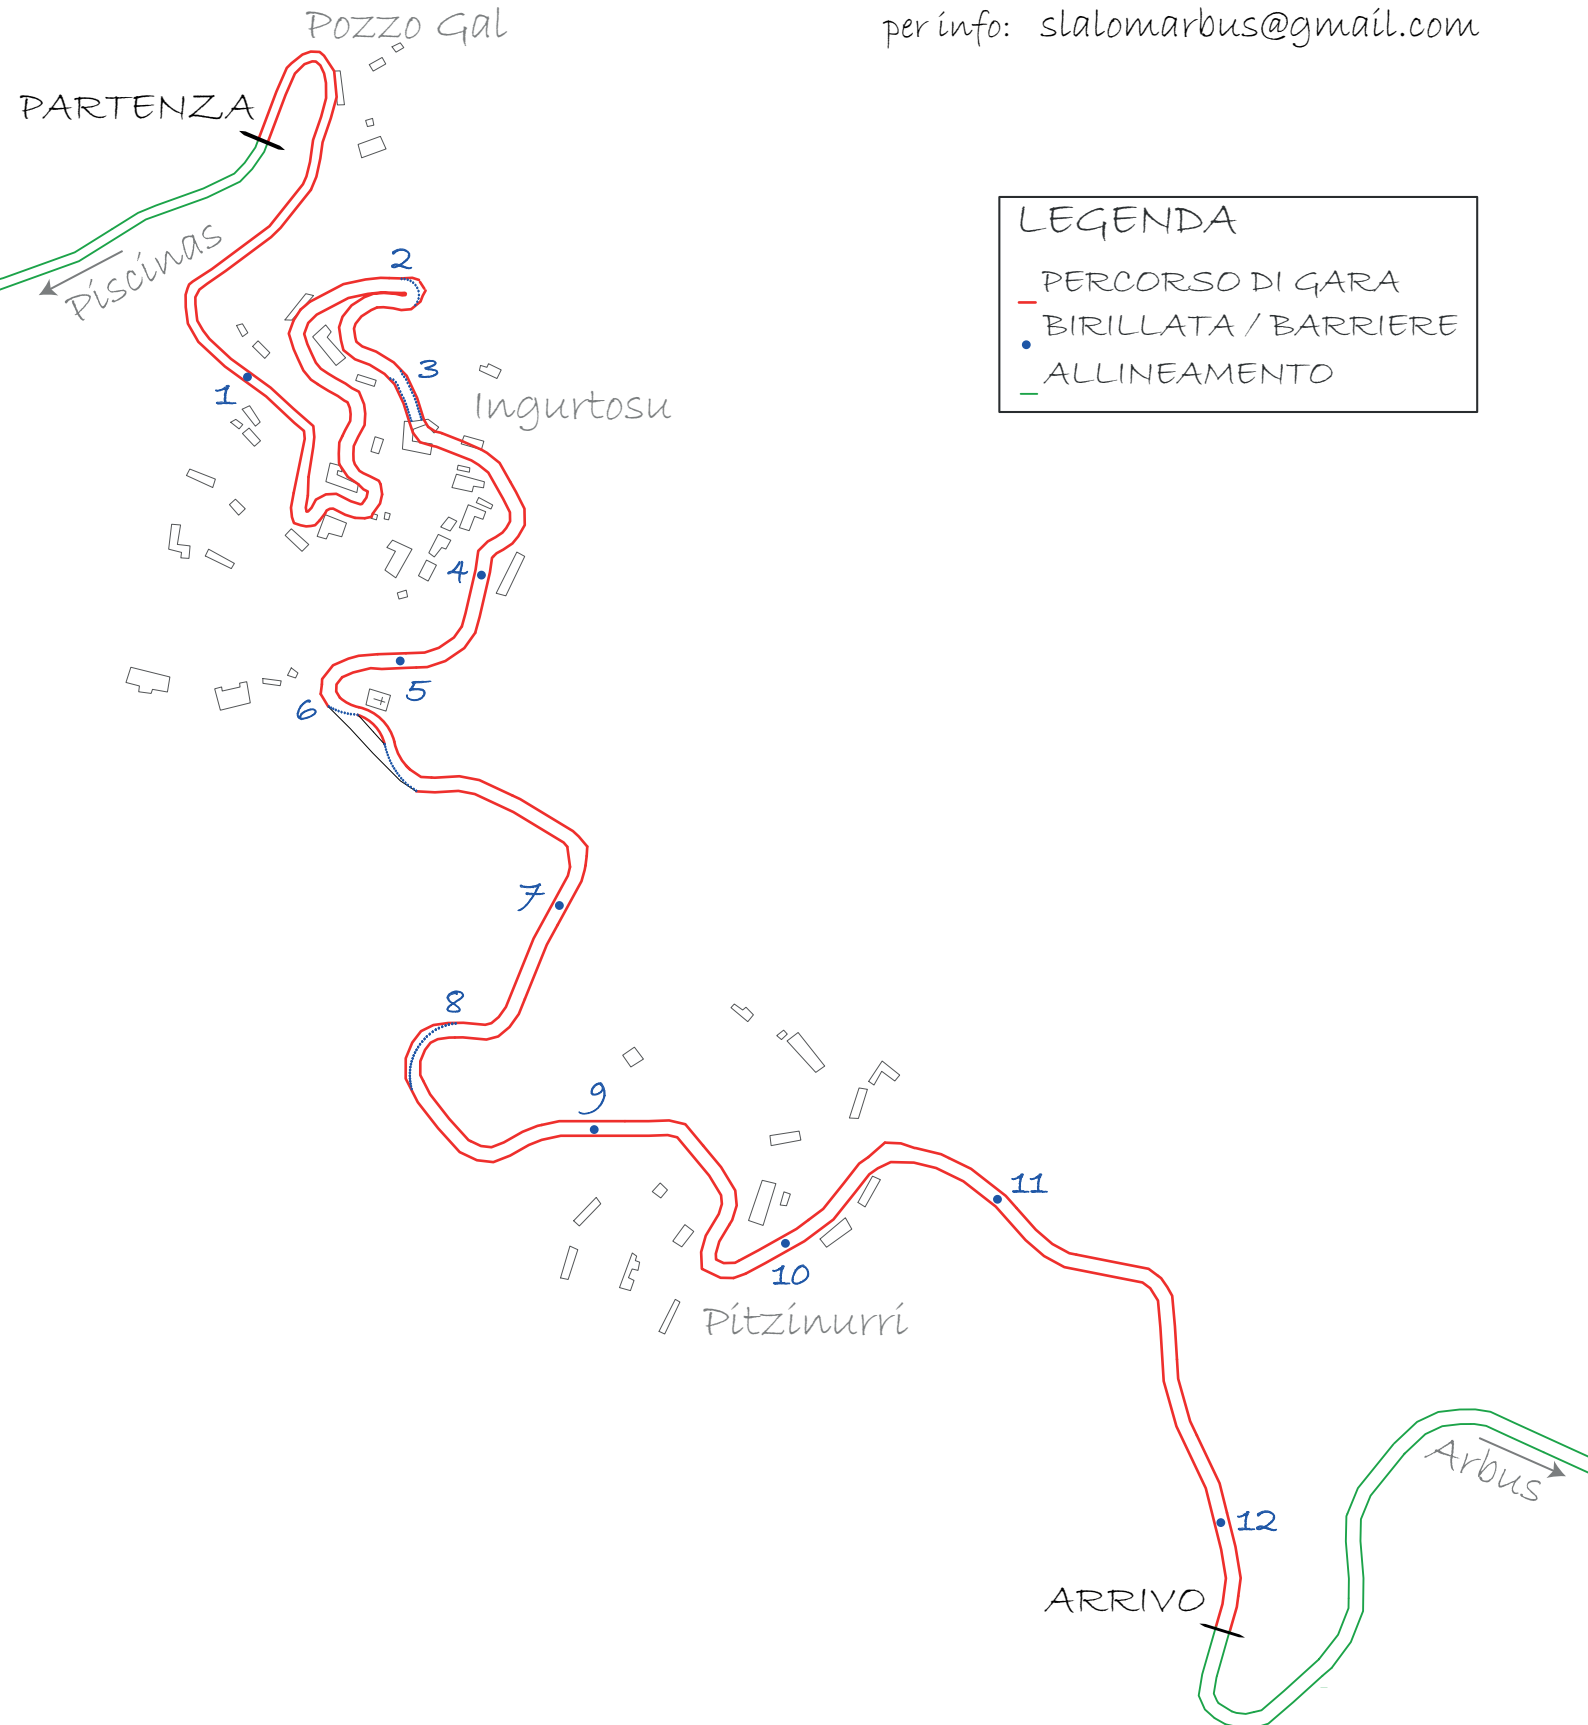 Pozzo Gal
per info: slalomarbus@gmail.com
PARTENZA
Piscinas
LEGENDA
PERCORSO DI GARA
BIRILLATA / BARRIERE
ALLINEAMENTO
2
3
1
Ingurtosu
4
5
6
7
8
9
11
10
Pitzinurri
Arbus
12
ARRIVO